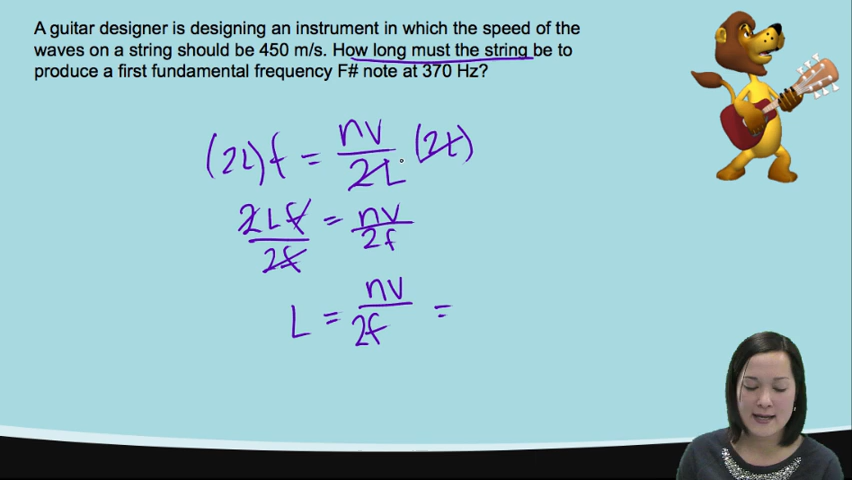 A guitar designer is designing an instrument in which the speed of the
waves on a string should be 450 m/s. How long must the string be to
produce a first fundamental frequency F# note at 370 Hz?
(2L)f = nv/2L (2L)
2Lf/2f = nv/2f
L = nv/2f =